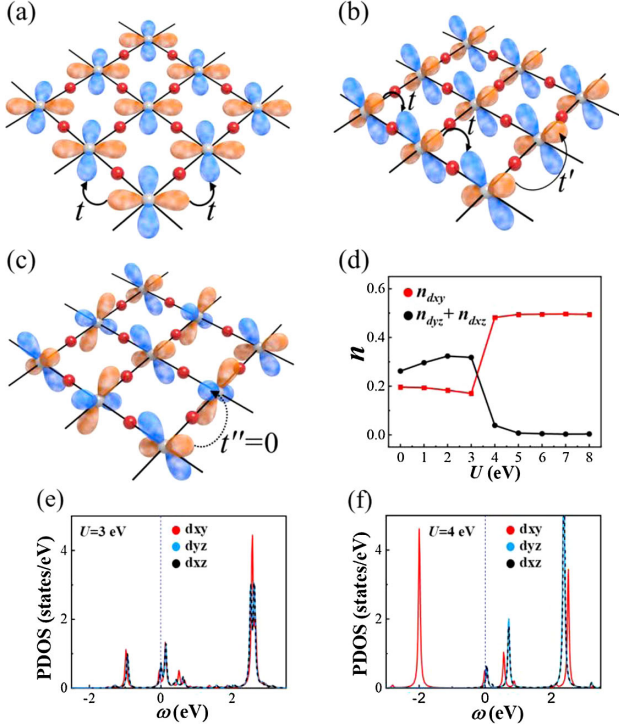 (a)
(b)
t
t
t
t
t'
(c)
t''=0
(d)
n
0.6
0.4
0.2
0.0
n_dxy
n_dyz + n_dxz
0 1 2 3 4 5 6 7 8
U (eV)
(e)
PDOS (states/eV)
4
2
0
U=3 eV
dxy
dyz
dxz
-2 0 2
ω(eV)
(f)
PDOS (states/eV)
4
2
0
U=4 eV
dxy
dyz
dxz
-2 0 2
ω(eV)